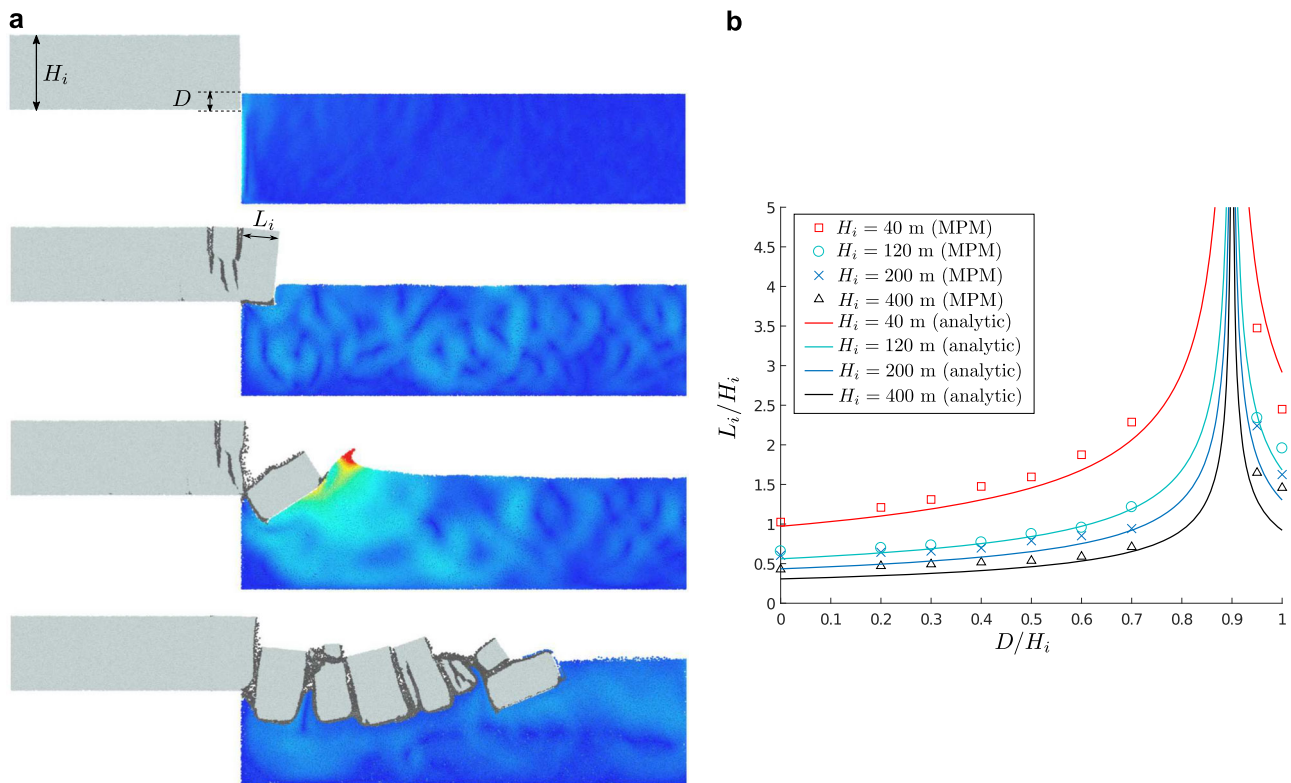 a
H_i
D
L_i
b
L_i/H_i
5
4.5
4
3.5
3
2.5
2
1.5
1
0.5
0
H_i = 40 m (MPM)
H_i = 120 m (MPM)
H_i = 200 m (MPM)
H_i = 400 m (MPM)
H_i = 40 m (analytic)
H_i = 120 m (analytic)
H_i = 200 m (analytic)
H_i = 400 m (analytic)
0 0.1 0.2 0.3 0.4 0.5 0.6 0.7 0.8 0.9 1
D/H_i